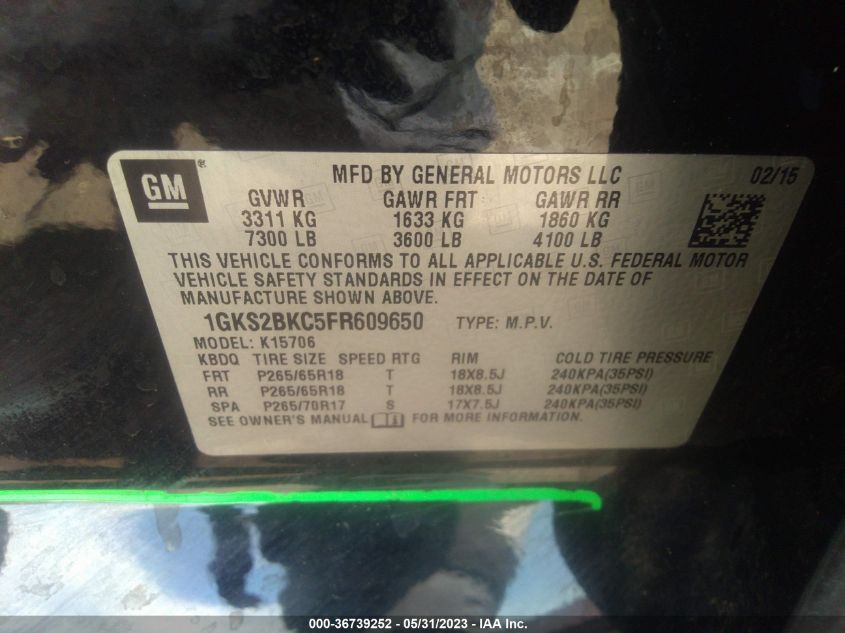 GM ® MFD BY GENERAL MOTORS LLC 02/15
GVWR GAWR FRT GAWR RR
3311 KG 1633 KG 1860 KG
7300 LB 3600 LB 4100 LB
THIS VEHICLE CONFORMS TO ALL APPLICABLE U.S. FEDERAL MOTOR
VEHICLE SAFETY STANDARDS IN EFFECT ON THE DATE OF
MANUFACTURE SHOWN ABOVE.
1GKS2BKC5FR609650 TYPE: M.P.V.
MODEL: K15706
KBDQ TIRE SIZE SPEED RTG RIM COLD TIRE PRESSURE
FRT P265/65R18 T 18X8.5J 240KPA(35PSI)
RR P265/65R18 T 18X8.5J 240KPA(35PSI)
SPA P265/70R17 S 17X7.5J 240KPA(35PSI)
SEE OWNER'S MANUAL FOR MORE INFORMATION.
000-36739252 - 05/31/2023 - IAA Inc.